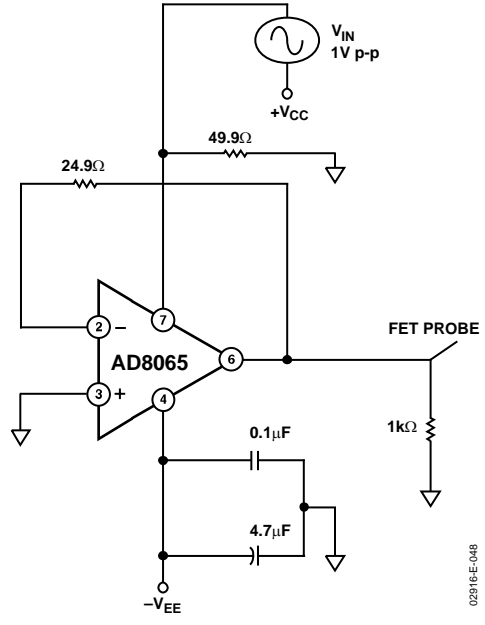 V_IN
1V p-p
+V_CC
49.9Ω
24.9Ω
2 −
7
FET PROBE
AD8065
6
3 +
4
1kΩ
0.1μF
4.7μF
−V_EE
02916-E-048